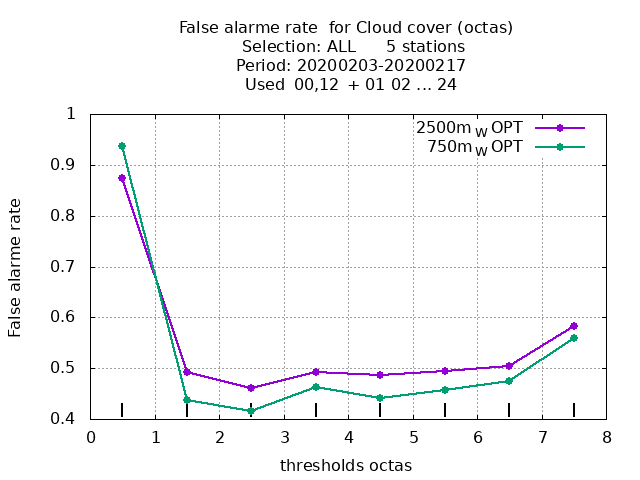 False alarme rate  for Cloud cover (octas)
Selection: ALL      5 stations
Period: 20200203-20200217
Used  00,12  + 01 02 ... 24
2500m W OPT
750m W OPT
1
0.9
0.8
0.7
0.6
0.5
0.4
False alarme rate
0 1 2 3 4 5 6 7 8
thresholds octas